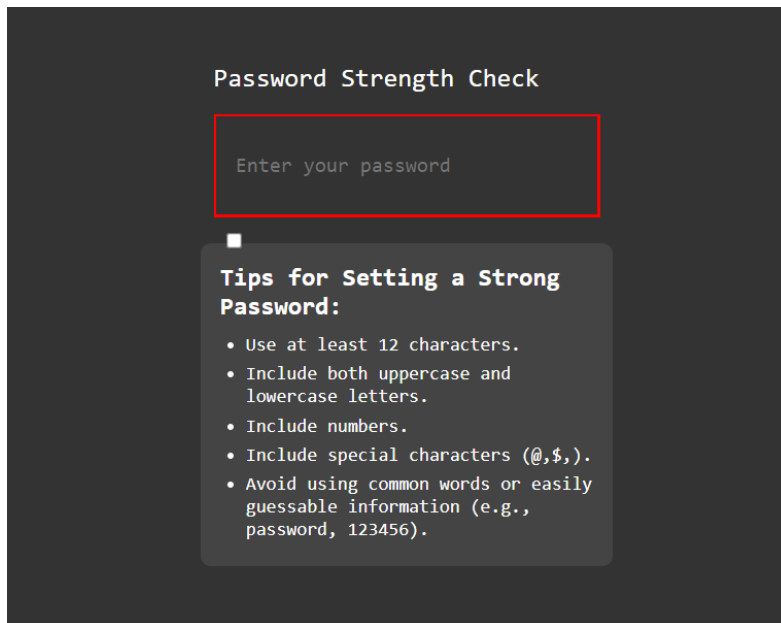 Password Strength Check
Enter your password
Tips for Setting a Strong
Password:
• Use at least 12 characters.
• Include both uppercase and
lowercase letters.
• Include numbers.
• Include special characters (@,$,).
• Avoid using common words or easily
guessable information (e.g.,
password, 123456).